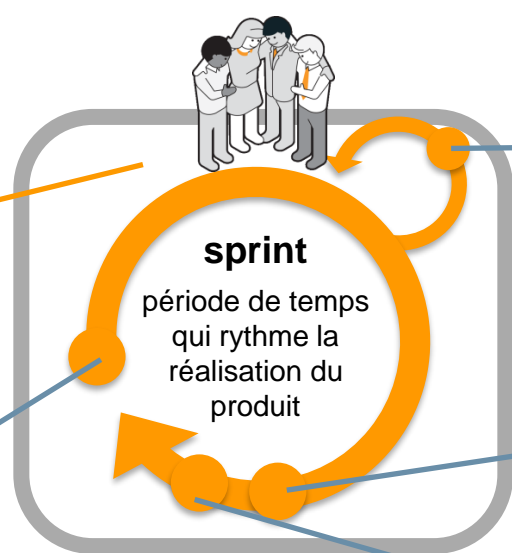 sprint
période de temps
qui rythme la
réalisation du
produit